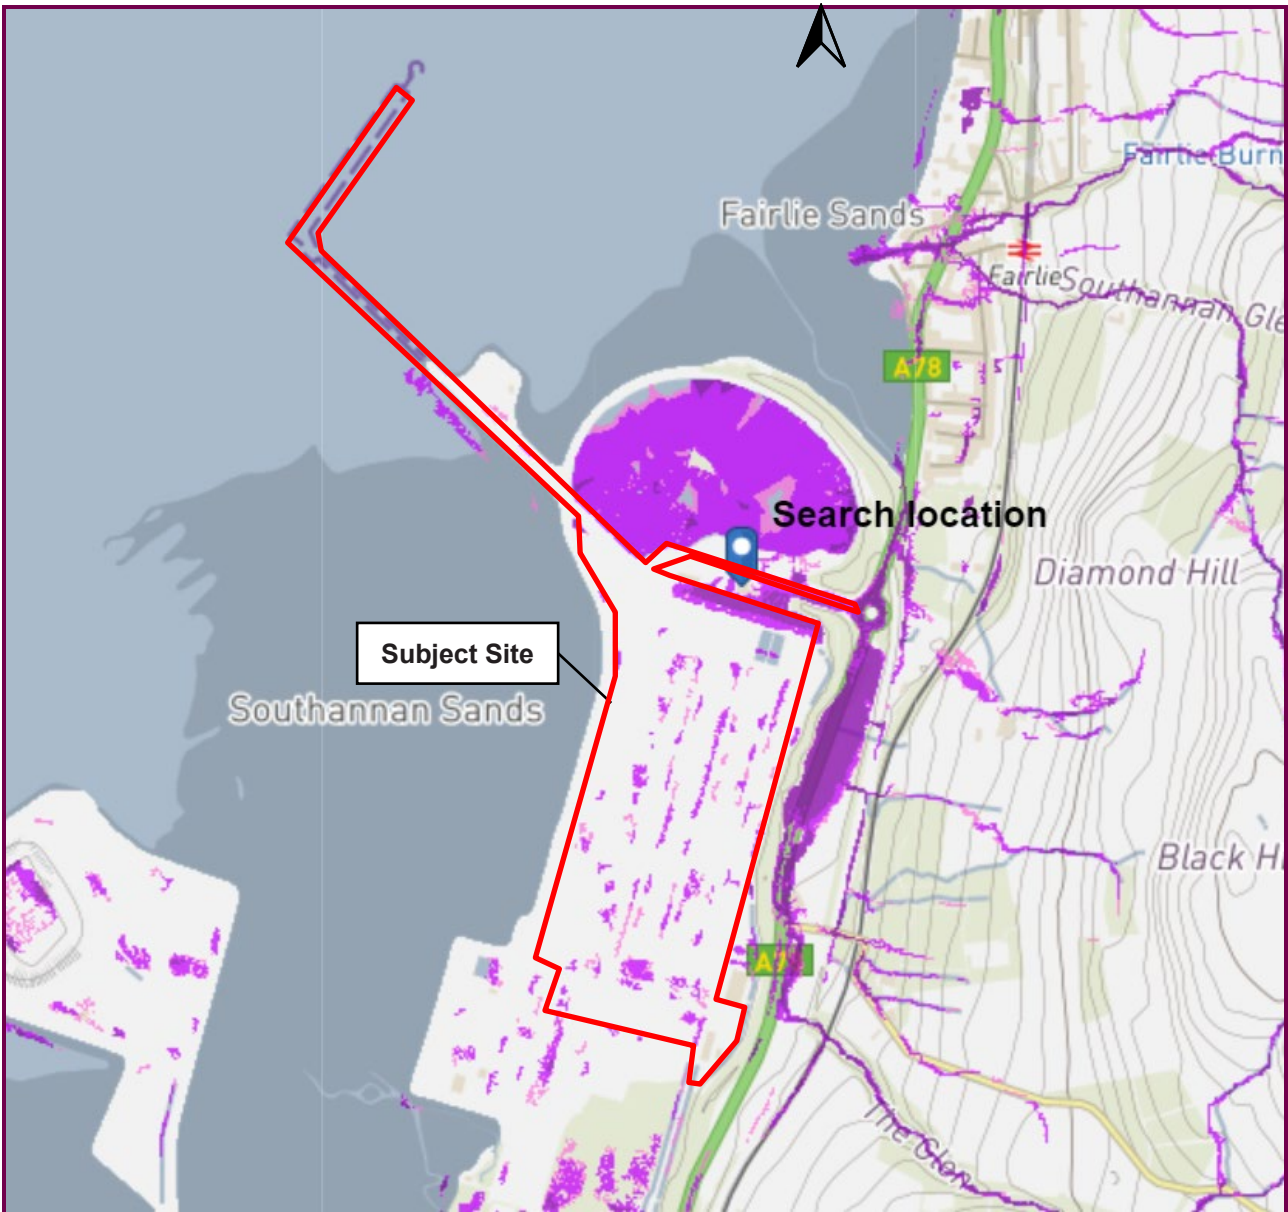 Fairlie Burn
Fairlie Sands
Fairlie
Southannan Gle
A78
Search location
Diamond Hill
Subject Site
Southannan Sands
Black H
A7
The Glen